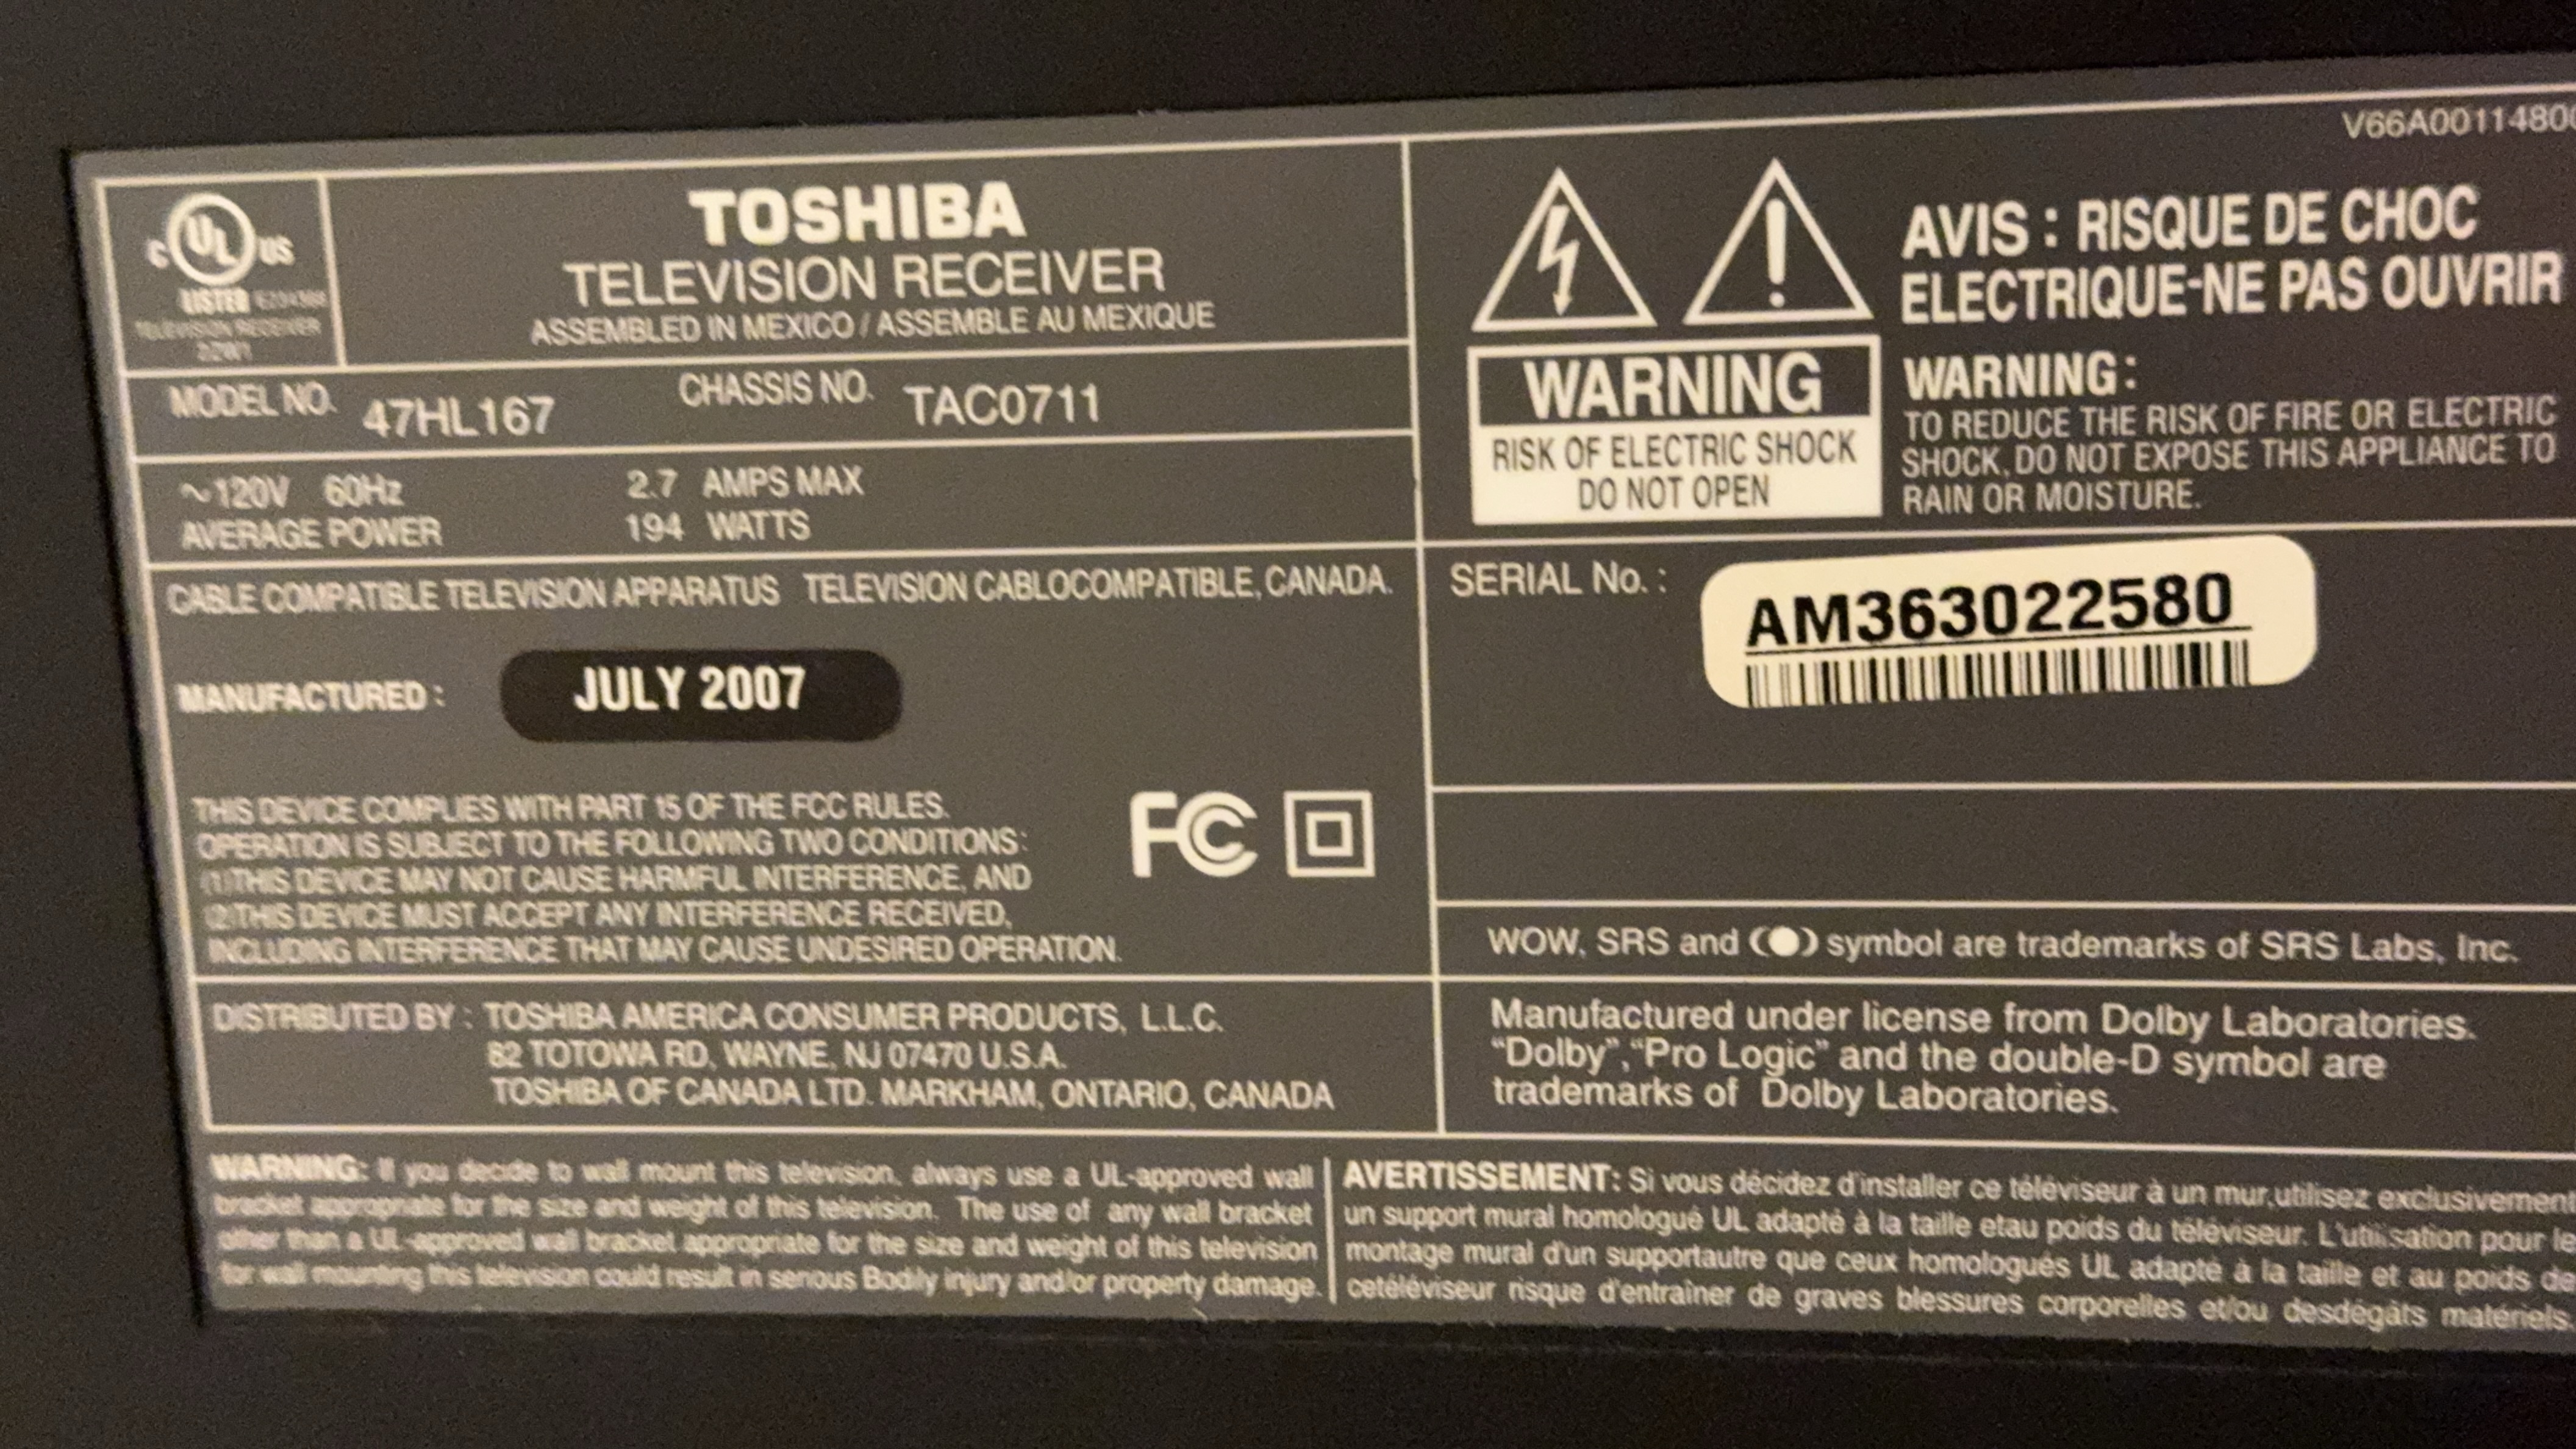 V66A0011480
UL
C US
LISTED
TELEVISION RECEIVER
TOSHIBA
TELEVISION RECEIVER
ASSEMBLED IN MEXICO / ASSEMBLE AU MEXIQUE
MODEL NO. 47HL167 CHASSIS NO. TAC0711
~120V 60Hz 2.7 AMPS MAX
AVERAGE POWER 194 WATTS
CABLE COMPATIBLE TELEVISION APPARATUS TELEVISION CABLOCOMPATIBLE, CANADA.
MANUFACTURED : JULY 2007
THIS DEVICE COMPLIES WITH PART 15 OF THE FCC RULES.
OPERATION IS SUBJECT TO THE FOLLOWING TWO CONDITIONS:
(1)THIS DEVICE MAY NOT CAUSE HARMFUL INTERFERENCE, AND
(2)THIS DEVICE MUST ACCEPT ANY INTERFERENCE RECEIVED,
INCLUDING INTERFERENCE THAT MAY CAUSE UNDESIRED OPERATION.
FC
DISTRIBUTED BY : TOSHIBA AMERICA CONSUMER PRODUCTS, L.L.C.
82 TOTOWA RD, WAYNE, NJ 07470 U.S.A.
TOSHIBA OF CANADA LTD. MARKHAM, ONTARIO, CANADA
AVIS : RISQUE DE CHOC
ELECTRIQUE-NE PAS OUVRIR
WARNING
RISK OF ELECTRIC SHOCK
DO NOT OPEN
WARNING:
TO REDUCE THE RISK OF FIRE OR ELECTRIC
SHOCK, DO NOT EXPOSE THIS APPLIANCE TO
RAIN OR MOISTURE.
SERIAL No. : AM363022580
WOW, SRS and (●) symbol are trademarks of SRS Labs, Inc.
Manufactured under license from Dolby Laboratories.
“Dolby”,“Pro Logic” and the double-D symbol are
trademarks of Dolby Laboratories.
WARNING: If you decide to wall mount this television, always use a UL-approved wall
bracket appropriate for the size and weight of this television. The use of any wall bracket
other than a UL-approved wall bracket appropriate for the size and weight of this television
for wall mounting this television could result in serious Bodily injury and/or property damage.
AVERTISSEMENT: Si vous décidez d'installer ce téléviseur à un mur,utilisez exclusivemen
un support mural homologué UL adapté à la taille etau poids du téléviseur. L'utilisation pour le
montage mural d'un supportautre que ceux homologués UL adapté à la taille et au poids de
cetéléviseur risque d'entraîner de graves blessures corporelles et/ou desdégâts matériels.